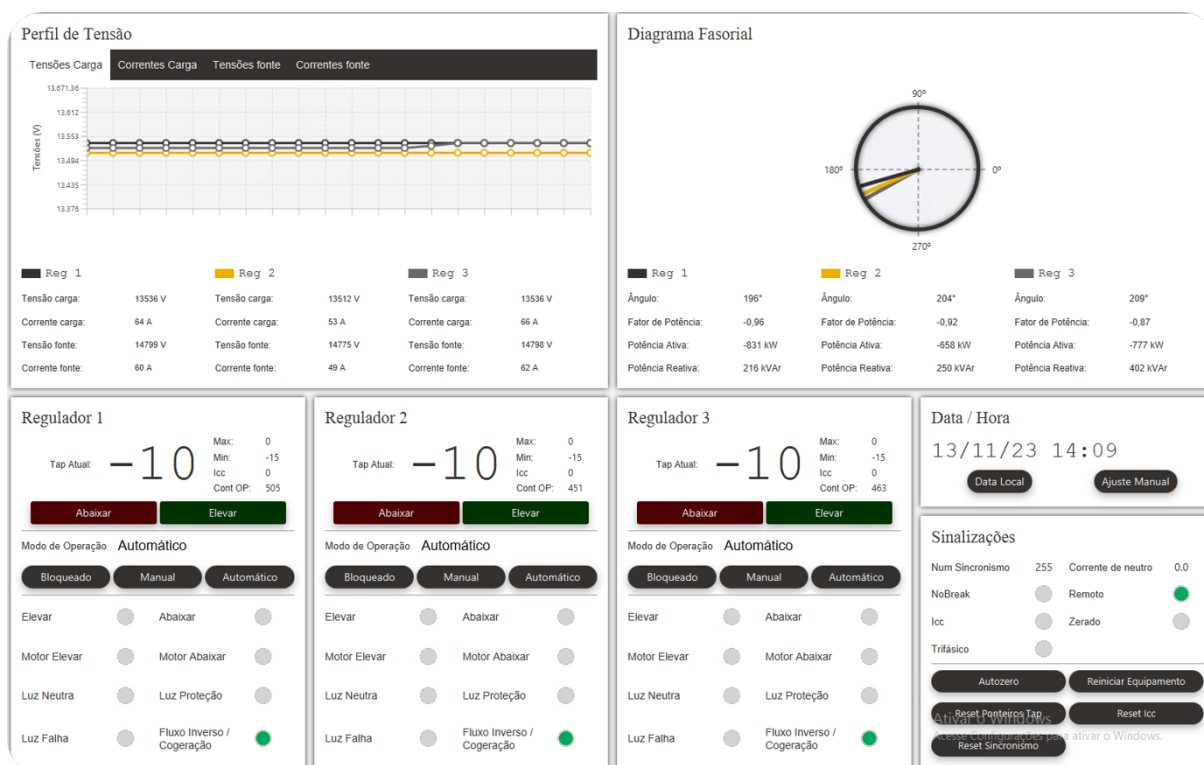 Perfil de Tensão
Tensões Carga Correntes Carga Tensões fonte Correntes fonte
13.671,36
13.612
13.553
13.494
13.435
13.376
Tensões (V)
Reg 1 Reg 2 Reg 3
Tensão carga: 13536 V Tensão carga: 13512 V Tensão carga: 13536 V
Corrente carga: 64 A Corrente carga: 53 A Corrente carga: 66 A
Tensão fonte: 14799 V Tensão fonte: 14775 V Tensão fonte: 14798 V
Corrente fonte: 60 A Corrente fonte: 49 A Corrente fonte: 62 A
Diagrama Fasorial
90º
180º 0º
270º
Reg 1 Reg 2 Reg 3
Ângulo: 196° Ângulo: 204° Ângulo: 209°
Fator de Potência: -0,96 Fator de Potência: -0,92 Fator de Potência: -0,87
Potência Ativa: -831 kW Potência Ativa: -658 kW Potência Ativa: -777 kW
Potência Reativa: 216 kVAr Potência Reativa: 250 kVAr Potência Reativa: 402 kVAr
Regulador 1
Tap Atual: -10
Max: 0
Min: -15
Icc 0
Cont OP: 505
Abaixar Elevar
Modo de Operação Automático
Bloqueado Manual Automático
Elevar Abaixar
Motor Elevar Motor Abaixar
Luz Neutra Luz Proteção
Luz Falha Fluxo Inverso /
Cogeração
Regulador 2
Tap Atual: -10
Max: 0
Min: -15
Icc 0
Cont OP: 451
Abaixar Elevar
Modo de Operação Automático
Bloqueado Manual Automático
Elevar Abaixar
Motor Elevar Motor Abaixar
Luz Neutra Luz Proteção
Luz Falha Fluxo Inverso /
Cogeração
Regulador 3
Tap Atual: -10
Max: 0
Min: -15
Icc 0
Cont OP: 463
Abaixar Elevar
Modo de Operação Automático
Bloqueado Manual Automático
Elevar Abaixar
Motor Elevar Motor Abaixar
Luz Neutra Luz Proteção
Luz Falha Fluxo Inverso /
Cogeração
Data / Hora
13/11/23 14:09
Data Local Ajuste Manual
Sinalizações
Num Sincronismo 255 Corrente de neutro 0.0
NoBreak Remoto
Icc Zerado
Trifásico
Autozero Reiniciar Equipamento
Reset Ponteiros Tap Reset Icc
Reset Sincronismo
Ativar o Windows
Acesse Configurações para ativar o Windows.